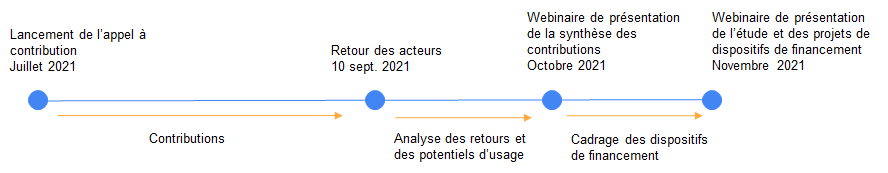 Lancement de l'appel à
contribution
Juillet 2021
Retour des acteurs
10 sept. 2021
Webinaire de présentation
de la synthèse des
contributions
Octobre 2021
Webinaire de présentation
de l'étude et des projets de
dispositifs de financement
Novembre 2021
Contributions
Analyse des retours et
des potentiels d'usage
Cadrage des dispositifs
de financement